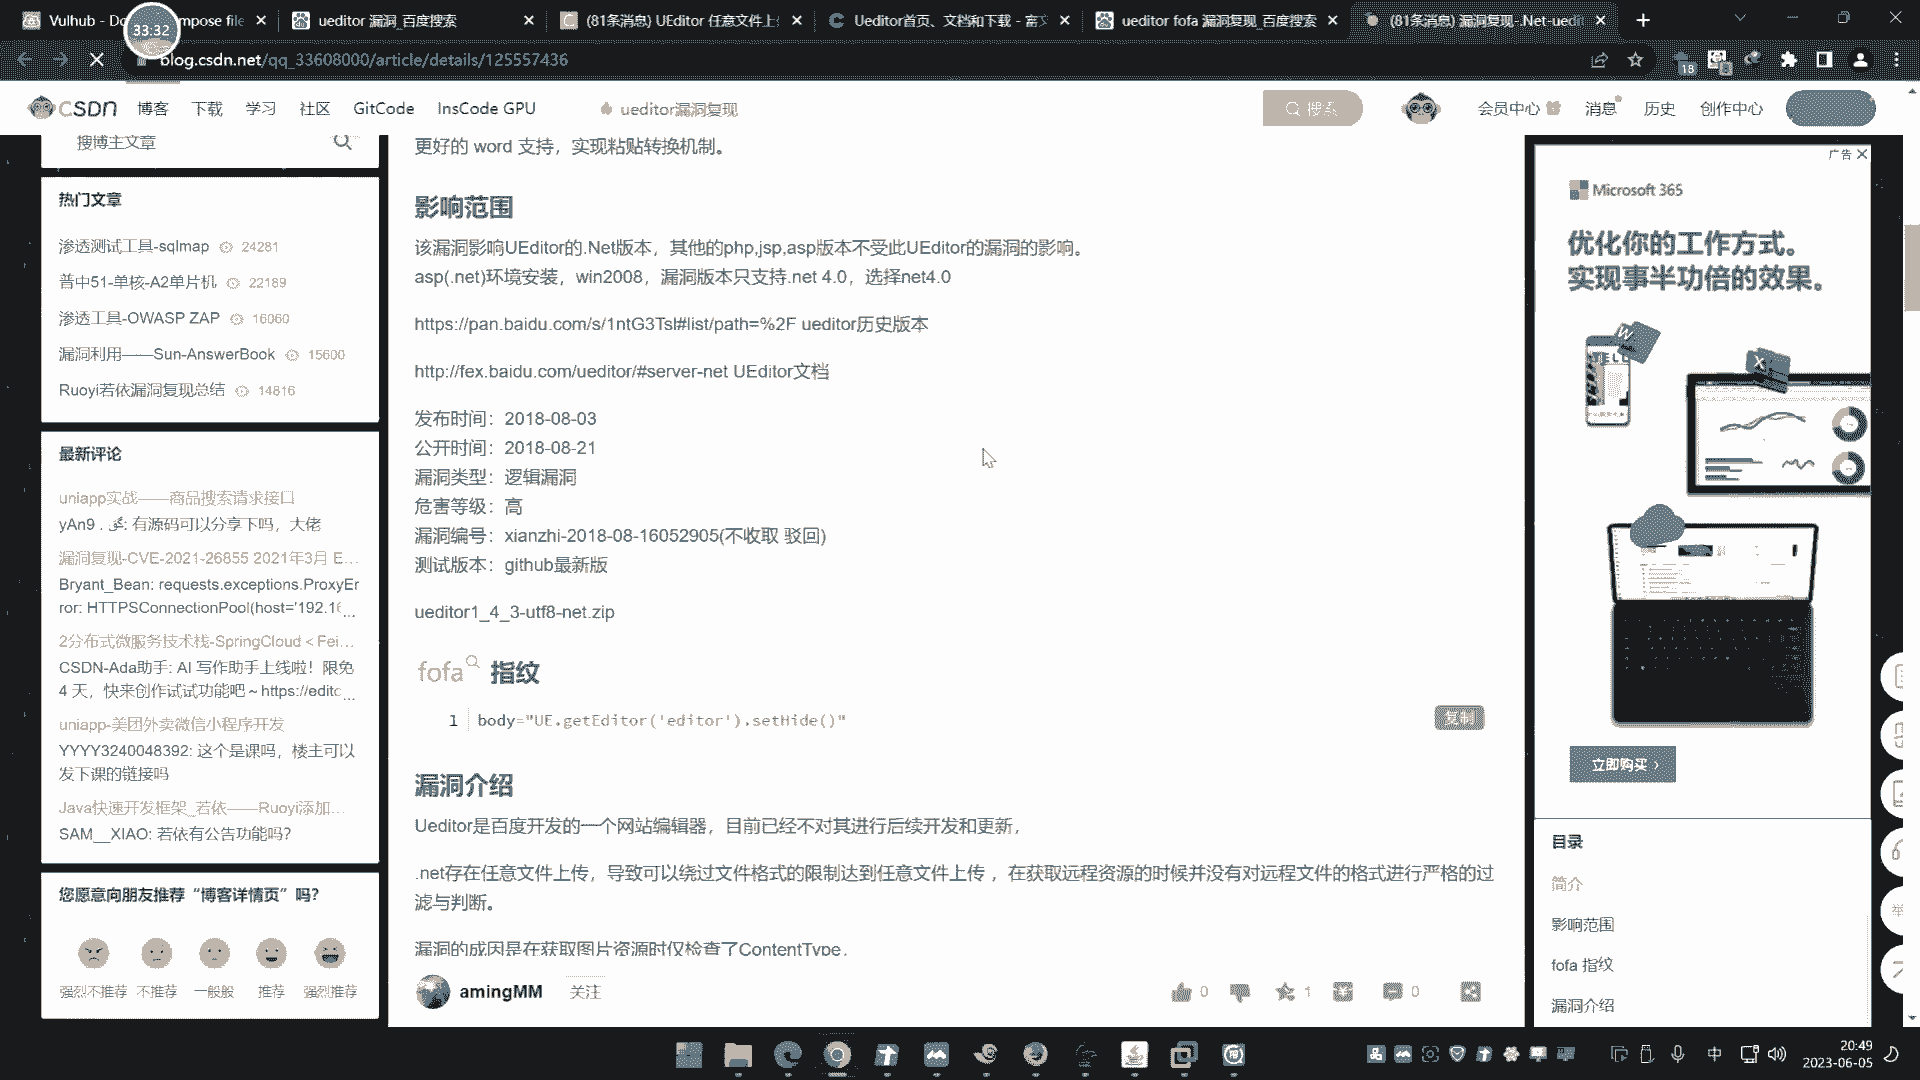 Vulhub - D
mpose file
ueditor 漏洞_百度搜索
(81条消息) UEditor 任意文件上
Ueditor首页、文档和下载 - 富文
ueditor fofa 漏洞复现_百度搜索
(81条消息) 漏洞复现-.Net-uedit
33:32
blog.csdn.net/qq_33608000/article/details/125557436
18
8
CSDN 博客 下载 学习 社区 GitCode InsCode GPU
ueditor漏洞复现
搜索
会员中心 消息 历史 创作中心
搜博主文章
热门文章
渗透测试工具-sqlmap 24281
普中51-单核-A2单片机 22189
渗透工具-OWASP ZAP 16060
漏洞利用——Sun-AnswerBook 15600
Ruoyi若依漏洞复现总结 14816
最新评论
uniapp实战——商品搜索请求接口
yAn9 . گي: 有源码可以分享下吗，大佬
漏洞复现-CVE-2021-26855 2021年3月 E...
Bryant_Bean: requests.exceptions.ProxyEr
ror: HTTPSConnectionPool(host='192.16...
2分布式微服务技术栈-SpringCloud < Fei...
CSDN-Ada助手: AI 写作助手上线啦！限免
4 天，快来创作试试功能吧～https://editc...
uniapp-美团外卖微信小程序开发
YYYY3240048392: 这个是课吗，楼主可以
发下课的链接吗
Java快速开发框架_若依——Ruoyi添加...
SAM__XIAO: 若依有公告功能吗?
您愿意向朋友推荐“博客详情页”吗?
强烈不推荐 不推荐 一般般 推荐 强烈推荐
更好的 word 支持，实现粘贴转换机制。
影响范围
该漏洞影响UEditor的.Net版本，其他的php,jsp,asp版本不受此UEditor的漏洞的影响。
asp(.net)环境安装，win2008，漏洞版本只支持.net 4.0，选择net4.0
https://pan.baidu.com/s/1ntG3Tsl#list/path=%2F ueditor历史版本
http://fex.baidu.com/ueditor/#server-net UEditor文档
发布时间：2018-08-03
公开时间：2018-08-21
漏洞类型：逻辑漏洞
危害等级：高
漏洞编号：xianzhi-2018-08-16052905(不收取 驳回)
测试版本：github最新版
ueditor1_4_3-utf8-net.zip
fofa 指纹
1 body="UE.getEditor('editor').setHide()"
复制
漏洞介绍
Ueditor是百度开发的一个网站编辑器，目前已经不对其进行后续开发和更新，
.net存在任意文件上传，导致可以绕过文件格式的限制达到任意文件上传 ，在获取远程资源的时候并没有对远程文件的格式进行严格的过
滤与判断。
漏洞的成因是在获取图片资源时仅检查了ContentType，
amingMM 关注
0
1
0
广告
Microsoft 365
优化你的工作方式。
实现事半功倍的效果。
W
TELL
X
立即购买 ›
目录
简介
影响范围
fofa 指纹
漏洞介绍
举
中
20:49
2023-06-05